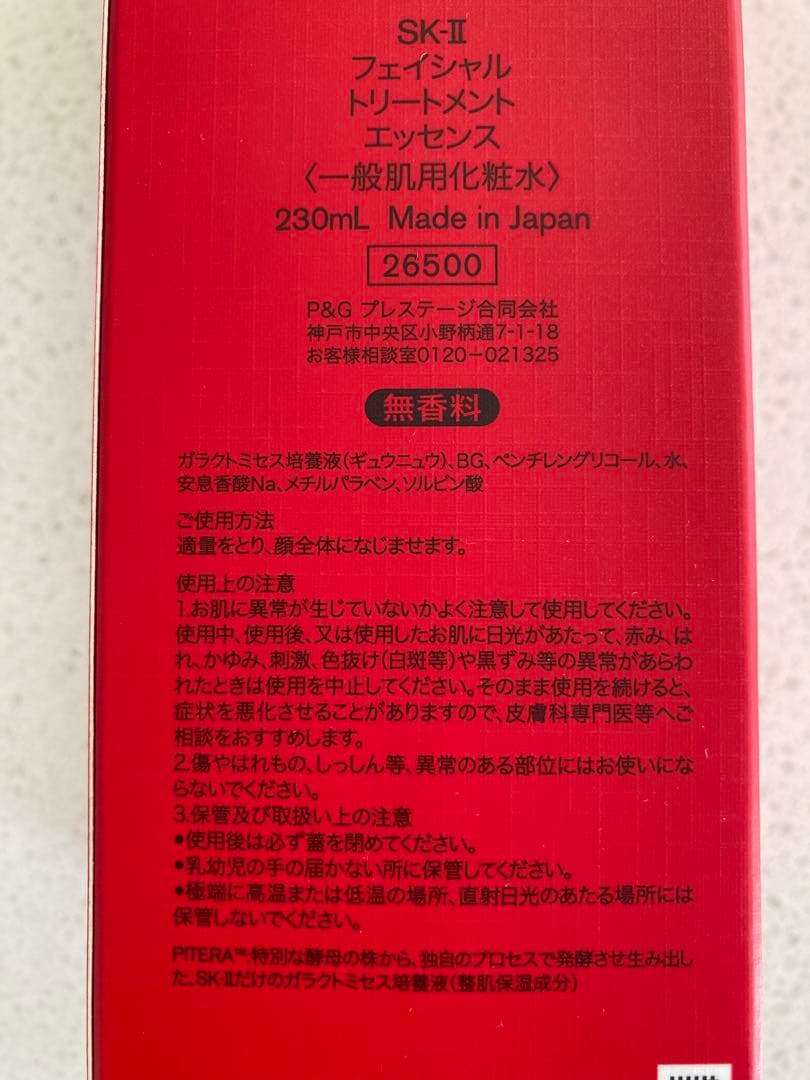 SK-II
フェイシャル
トリートメント
エッセンス
〈一般肌用化粧水〉
230mL Made in Japan
26500
P&G プレステージ合同会社
神戸市中央区小野柄通7-1-18
お客様相談室0120-021325
無香料
ガラクトミセス培養液(ギュウニュウ)、BG、ペンチレングリコール、水、
安息香酸Na、メチルパラベン、ソルビン酸
ご使用方法
適量をとり、顔全体になじませます。
使用上の注意
1.お肌に異常が生じていないかよく注意して使用してください。
使用中、使用後、又は使用したお肌に日光があたって、赤み、は
れ、かゆみ、刺激、色抜け(白斑等)や黒ずみ等の異常があらわ
れたときは使用を中止してください。そのまま使用を続けると、
症状を悪化させることがありますので、皮膚科専門医等へご
相談をおすすめします。
2.傷やはれもの、しっしん等、異常のある部位にはお使いにな
らないでください。
3.保管及び取扱い上の注意
•使用後は必ず蓋を閉めてください。
•乳幼児の手の届かない所に保管してください。
•極端に高温または低温の場所、直射日光のあたる場所には
保管しないでください。
PITERA™:特別な酵母の株から、独自のプロセスで発酵させ生み出し
た、SK-IIだけのガラクトミセス培養液(整肌保湿成分)